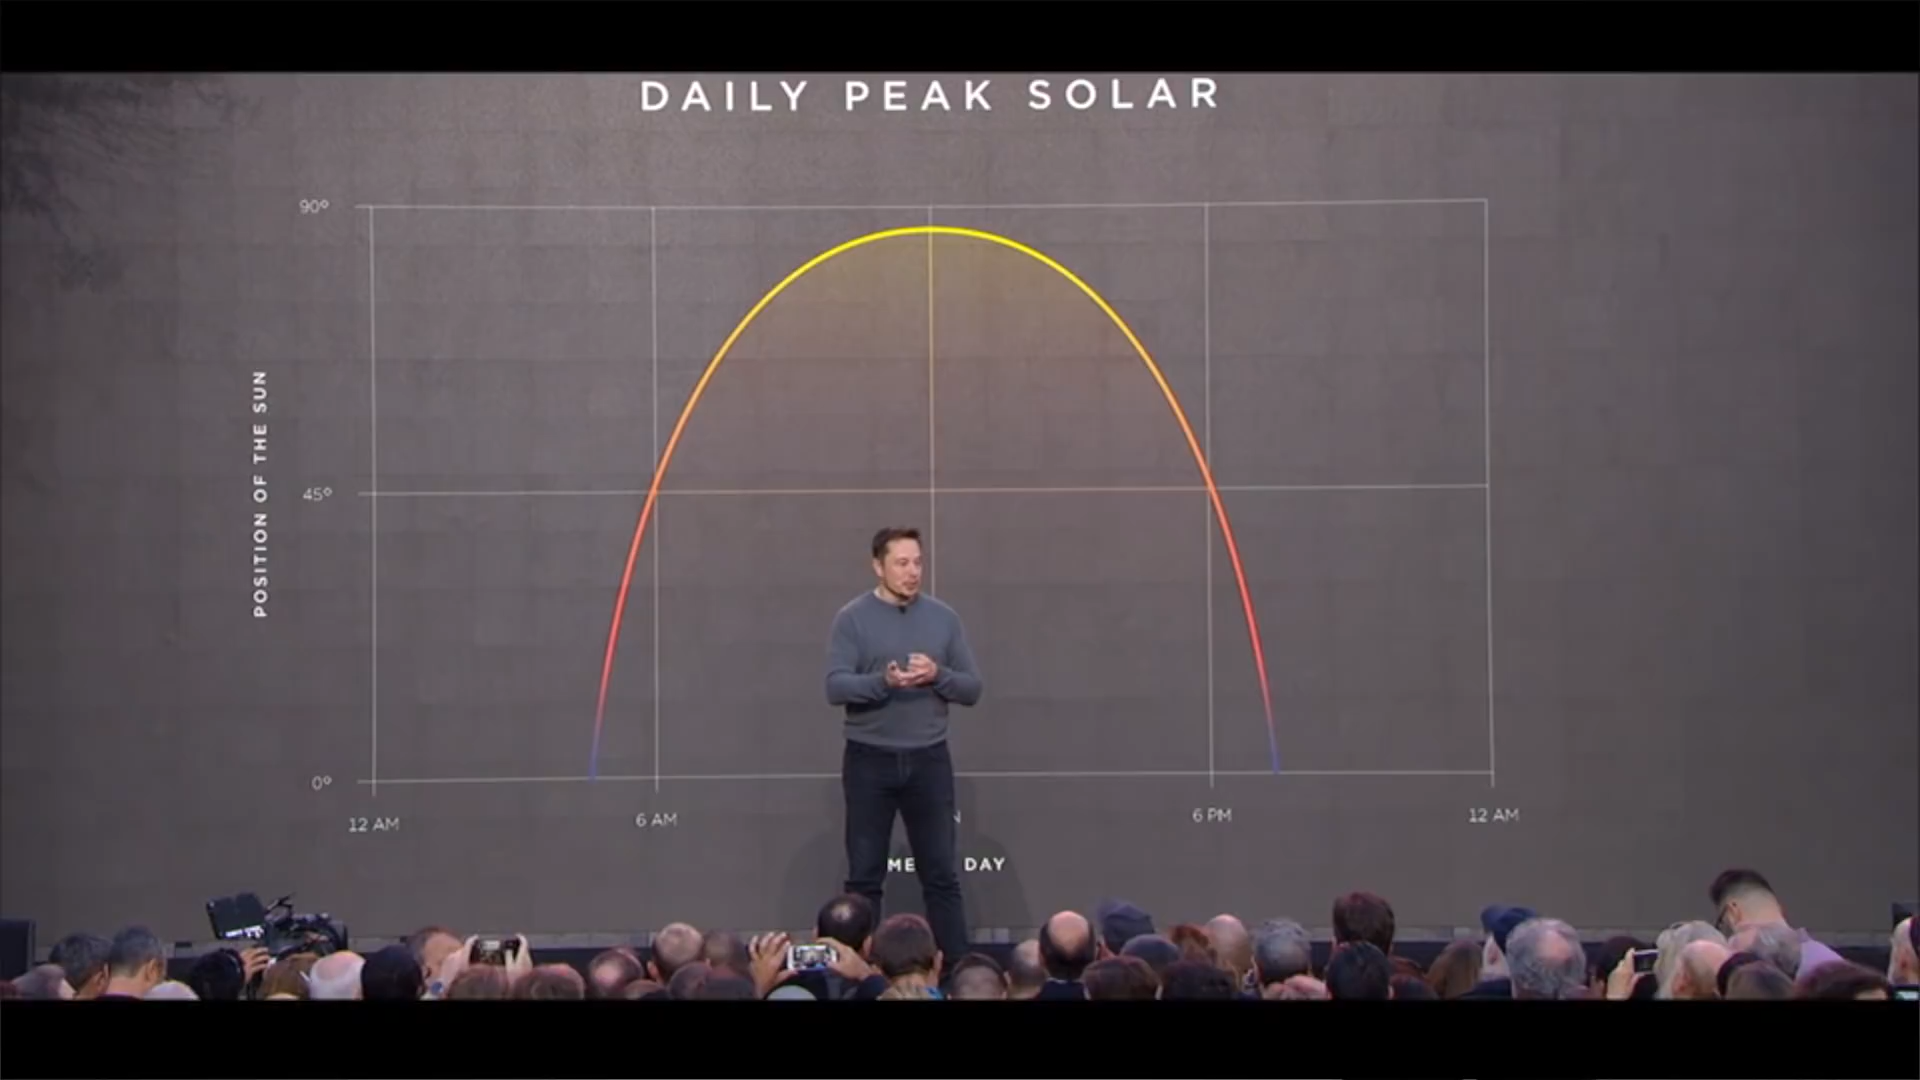 DAILY PEAK SOLAR
90°
POSITION OF THE SUN
45°
0°
12 AM
6 AM
6 PM
12 AM
DAY